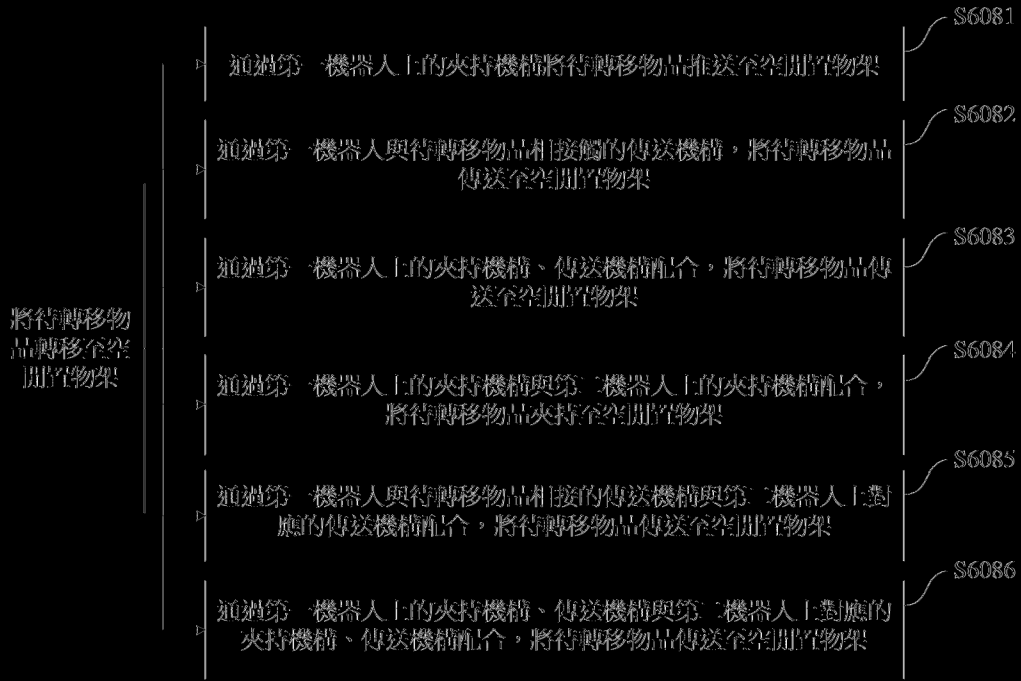 將待轉移物
品轉移至空
閒置物架
S6081
通過第一機器人上的夾持機構將待轉移物品推送至空閒置物架
S6082
通過第一機器人與待轉移物品相接觸的傳送機構，將待轉移物品
傳送至空閒置物架
S6083
通過第一機器人上的夾持機構、傳送機構配合，將待轉移物品傳
送至空閒置物架
S6084
通過第一機器人上的夾持機構與第二機器人上的夾持機構配合，
將待轉移物品夾持至空閒置物架
S6085
通過第一機器人與待轉移物品相接的傳送機構與第二機器人上對
應的傳送機構配合，將待轉移物品傳送至空閒置物架
S6086
通過第一機器人上的夾持機構、傳送機構與第二機器人上對應的
夾持機構、傳送機構配合，將待轉移物品傳送至空閒置物架